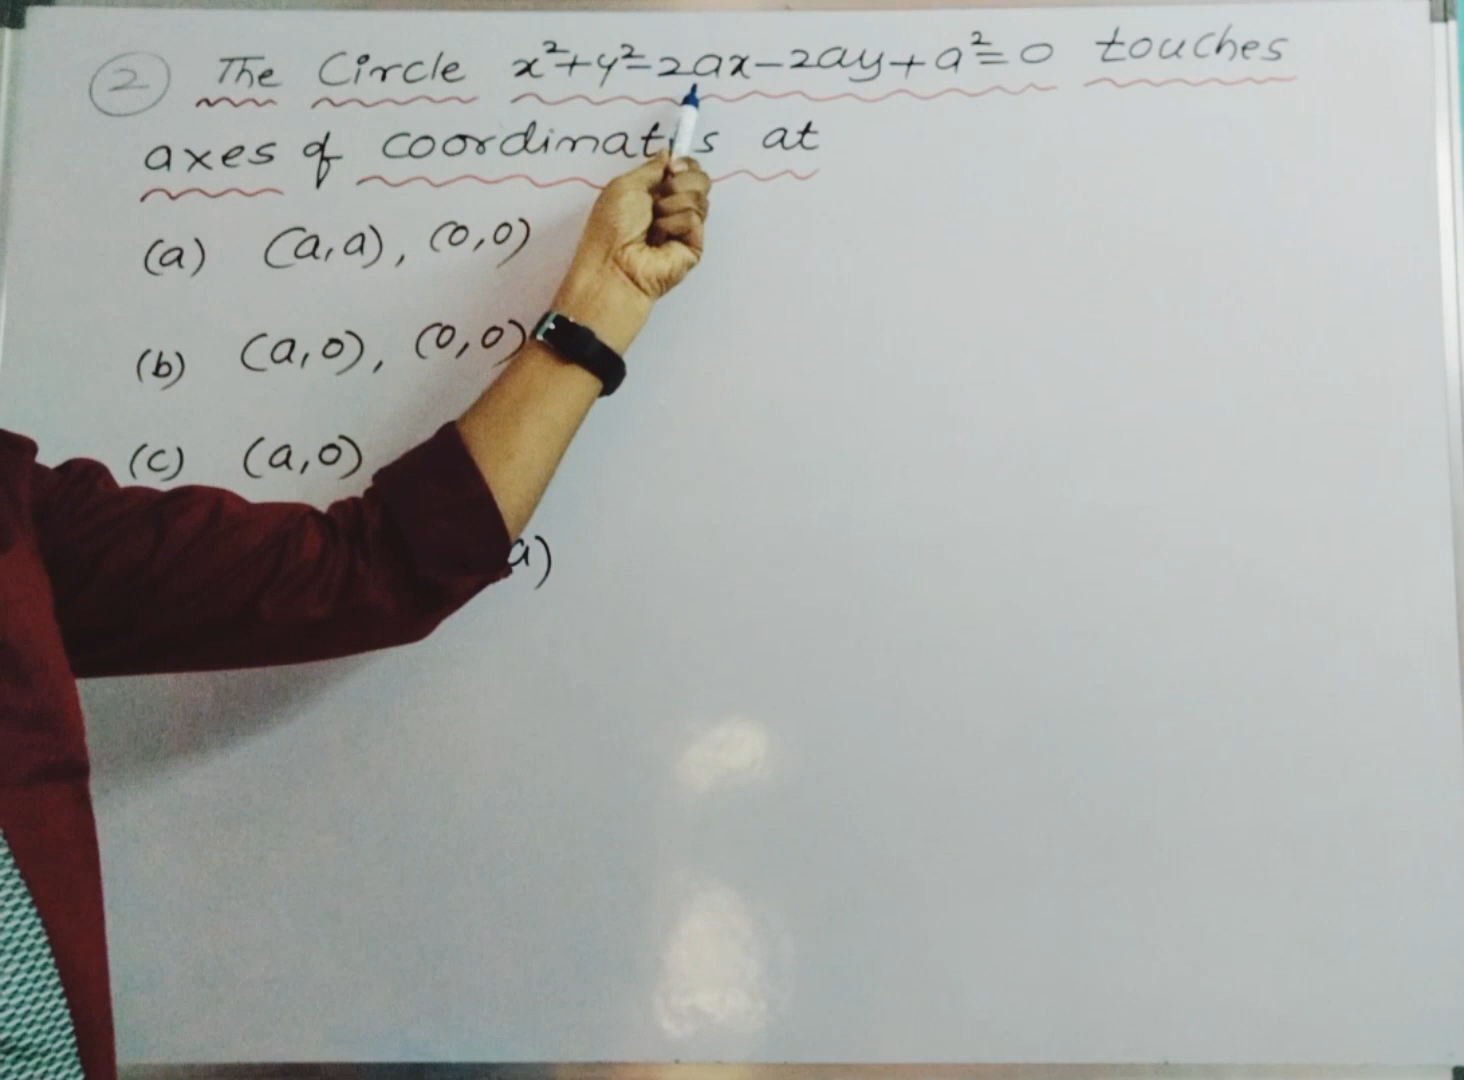 2 The Circle x²+y²-2ax-2ay+a²=0 touches
axes of coordinates at
(a) (a,a), (0,0)
(b) (a,0), (0,0)
(c) (a,0)
a)